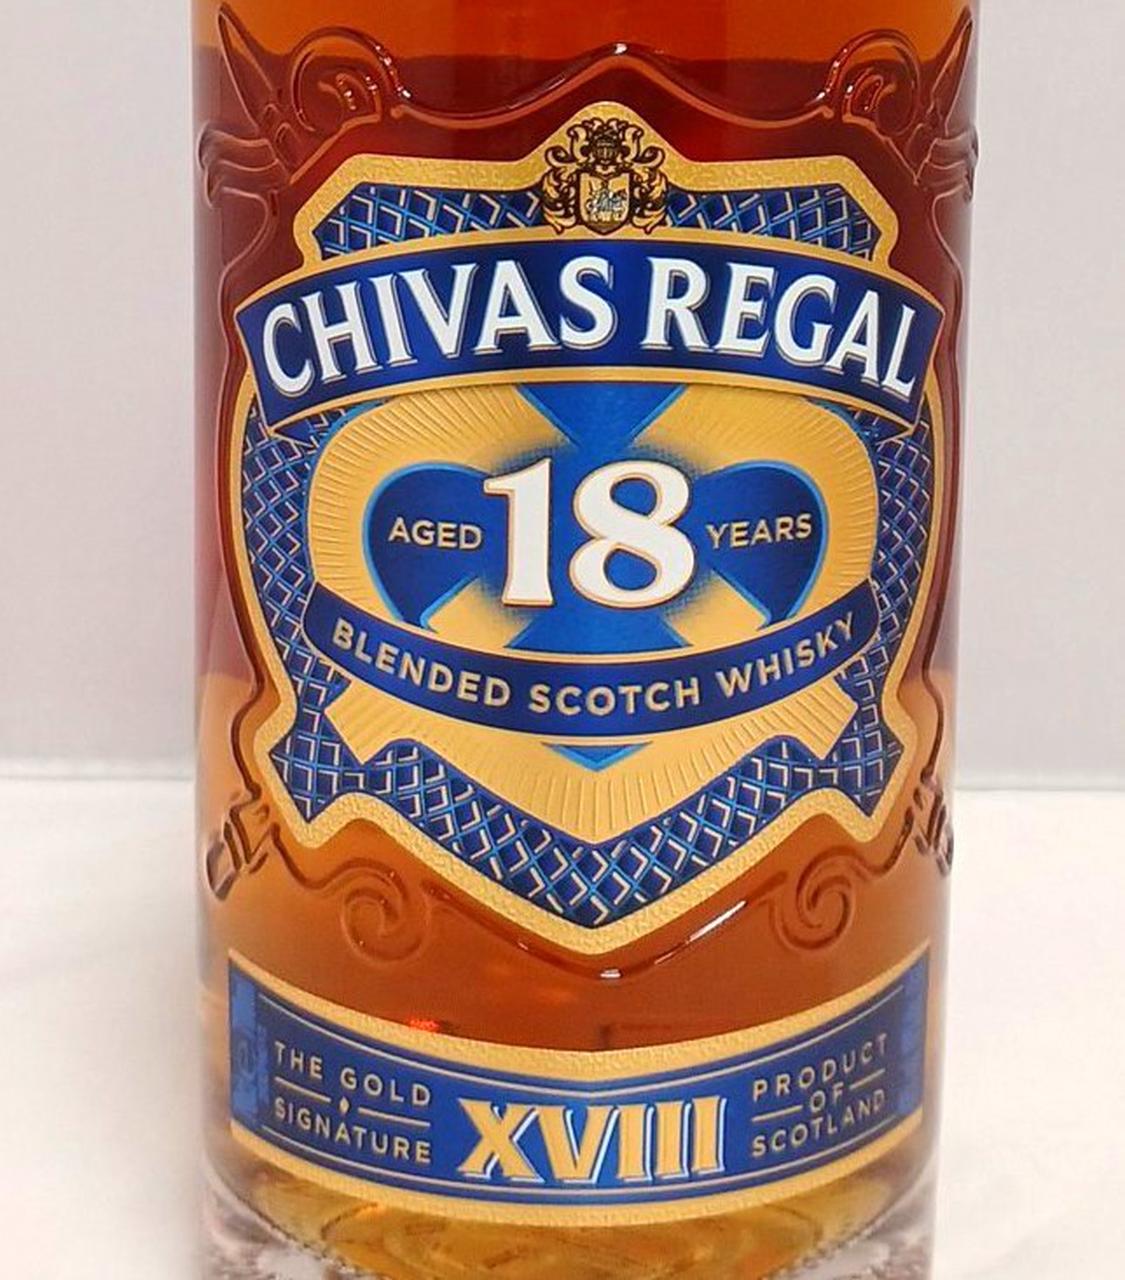 CHIVAS REGAL
AGED 18 YEARS
BLENDED SCOTCH WHISKY
THE GOLD
SIGNATURE
XVIII
PRODUCT
OF
SCOTLAND